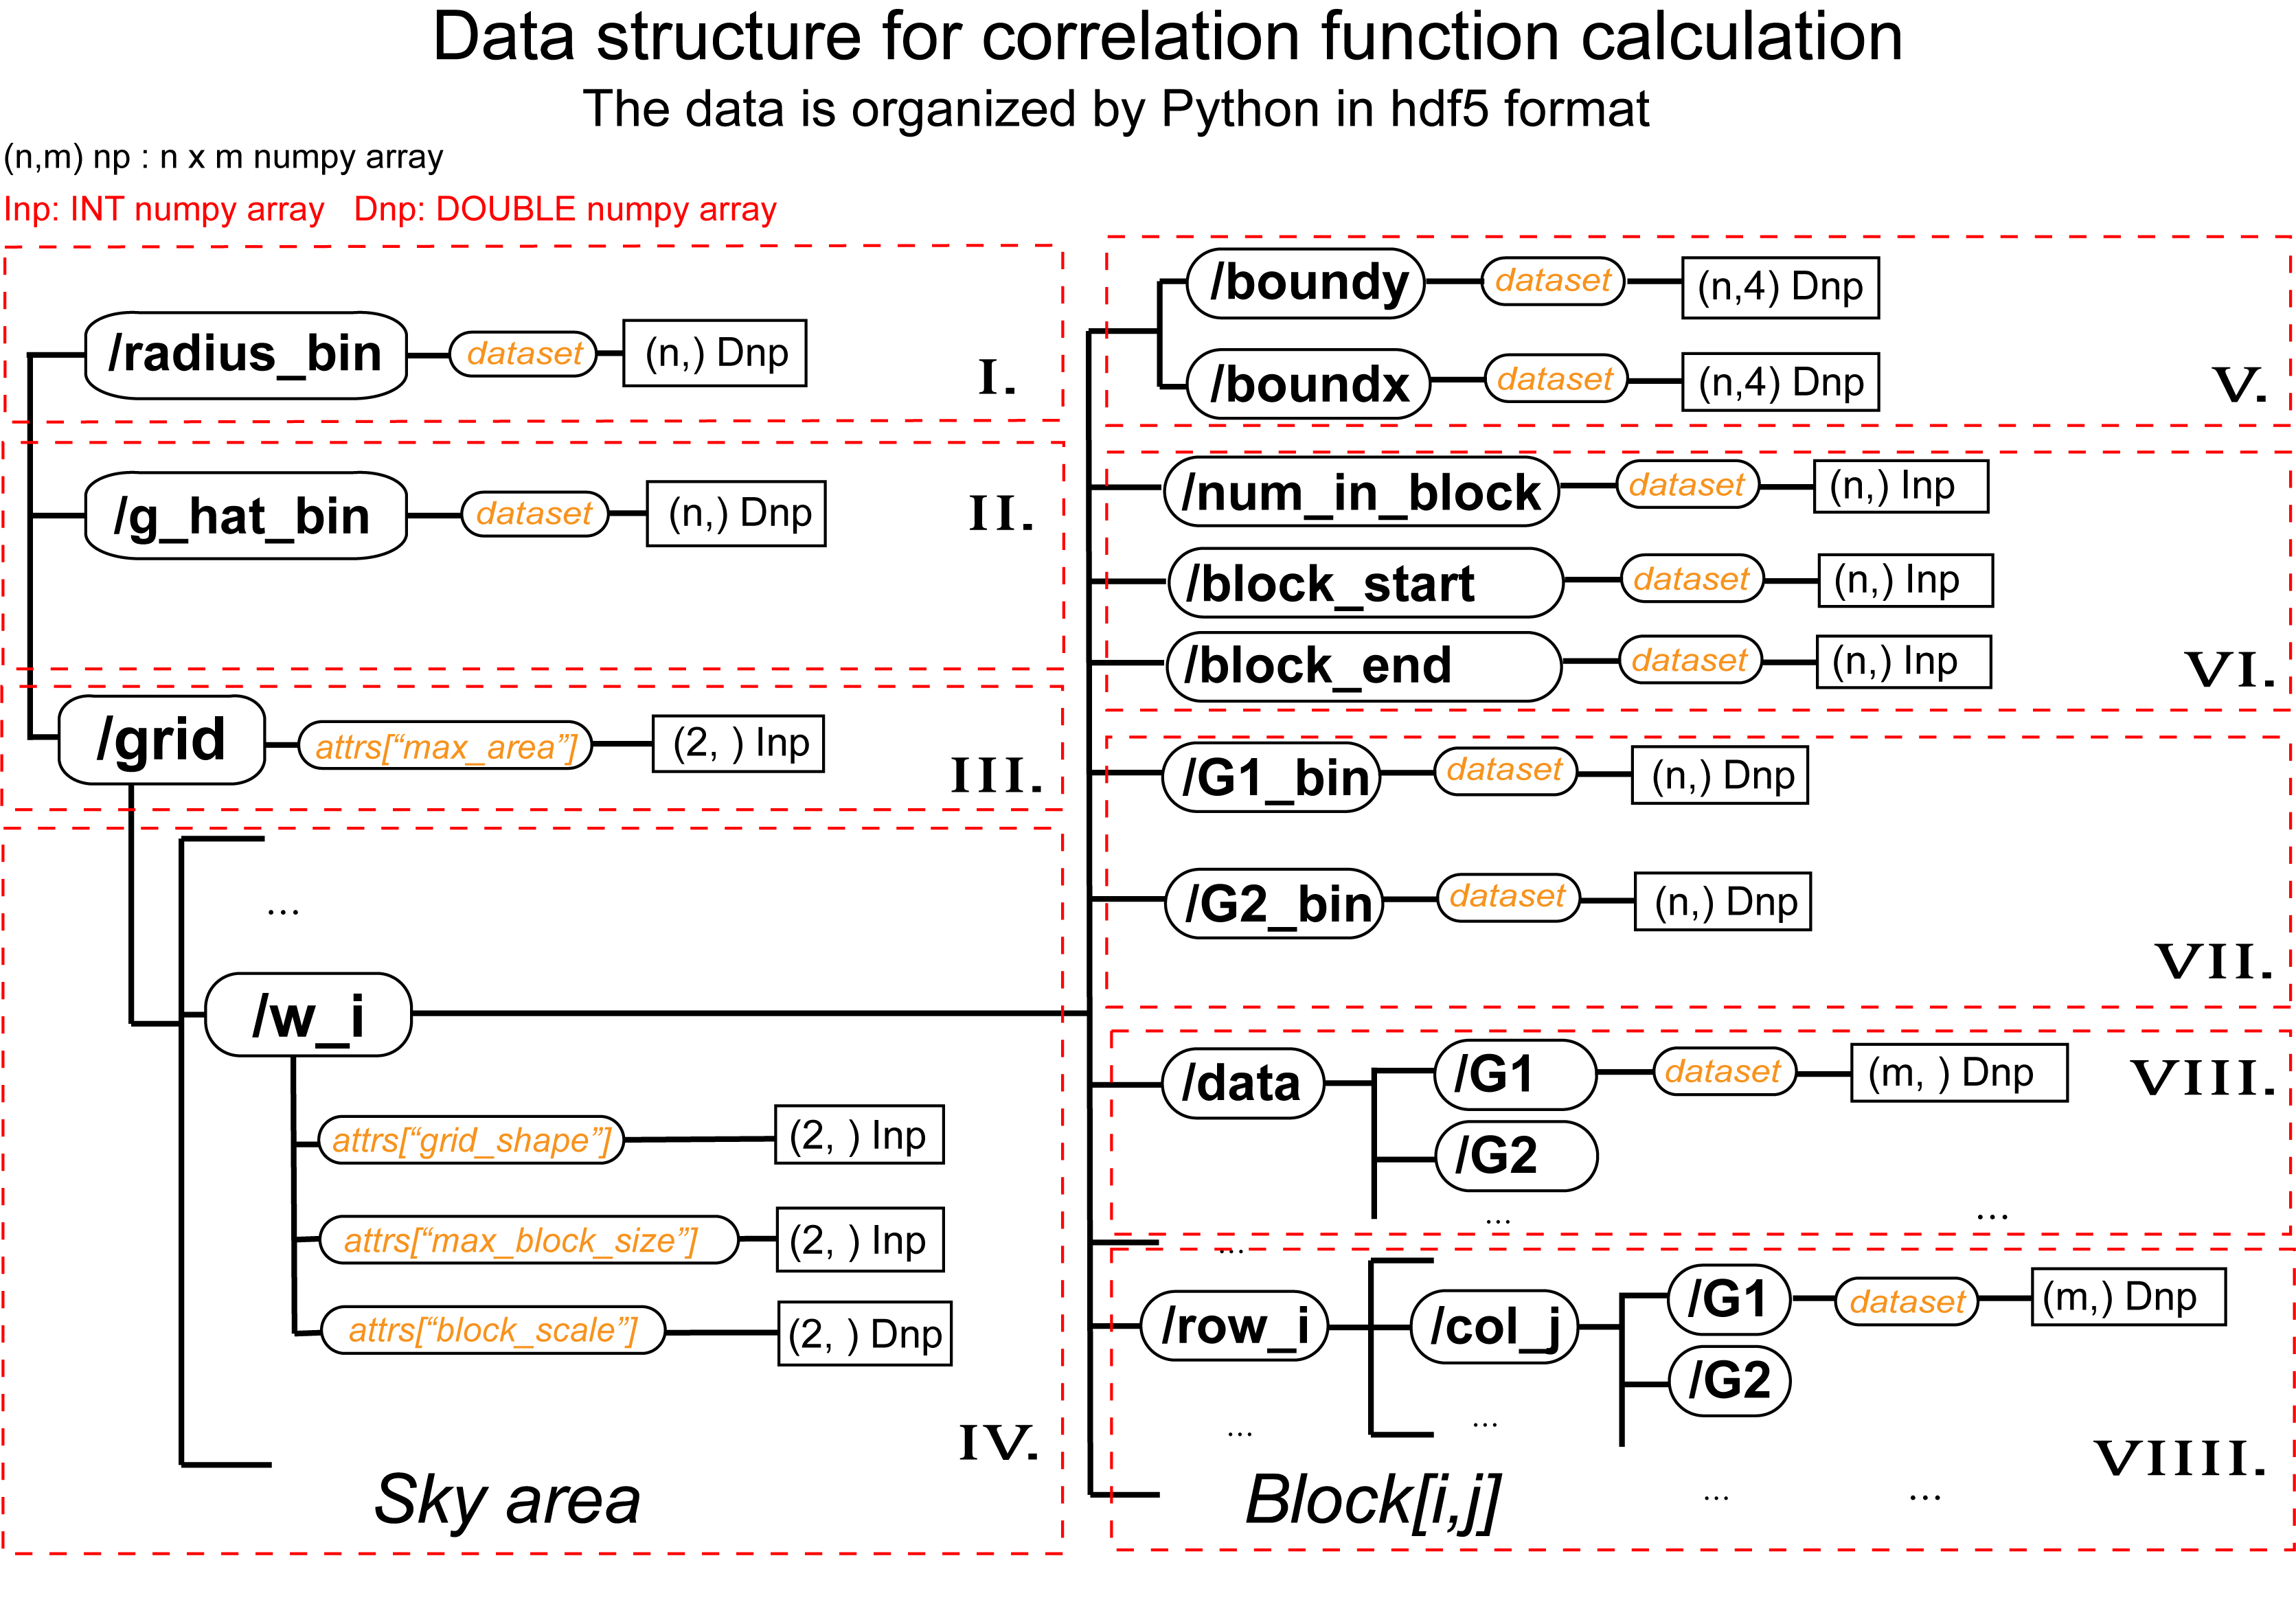 Data structure for correlation function calculation
The data is organized by Python in hdf5 format
(n,m) np : n x m numpy array
Inp: INT numpy array Dnp: DOUBLE numpy array
/radius_bin dataset (n,) Dnp
I.
/g_hat_bin dataset (n,) Dnp
II.
/grid attrs[“max_area”] (2, ) Inp
III.
...
/w_i
attrs[“grid_shape”] (2, ) Inp
attrs[“max_block_size”] (2, ) Inp
attrs[“block_scale”] (2, ) Dnp
IV.
Sky area
/boundy dataset (n,4) Dnp
/boundx dataset (n,4) Dnp
V.
/num_in_block dataset (n,) Inp
/block_start dataset (n,) Inp
/block_end dataset (n,) Inp
VI.
/G1_bin dataset (n,) Dnp
/G2_bin dataset (n,) Dnp
VII.
/data /G1 dataset (m, ) Dnp
VIII.
/G2
... ...
...
/row_i /col_j /G1 dataset (m,) Dnp
/G2
... ...
VIIII.
... ...
Block[i,j]